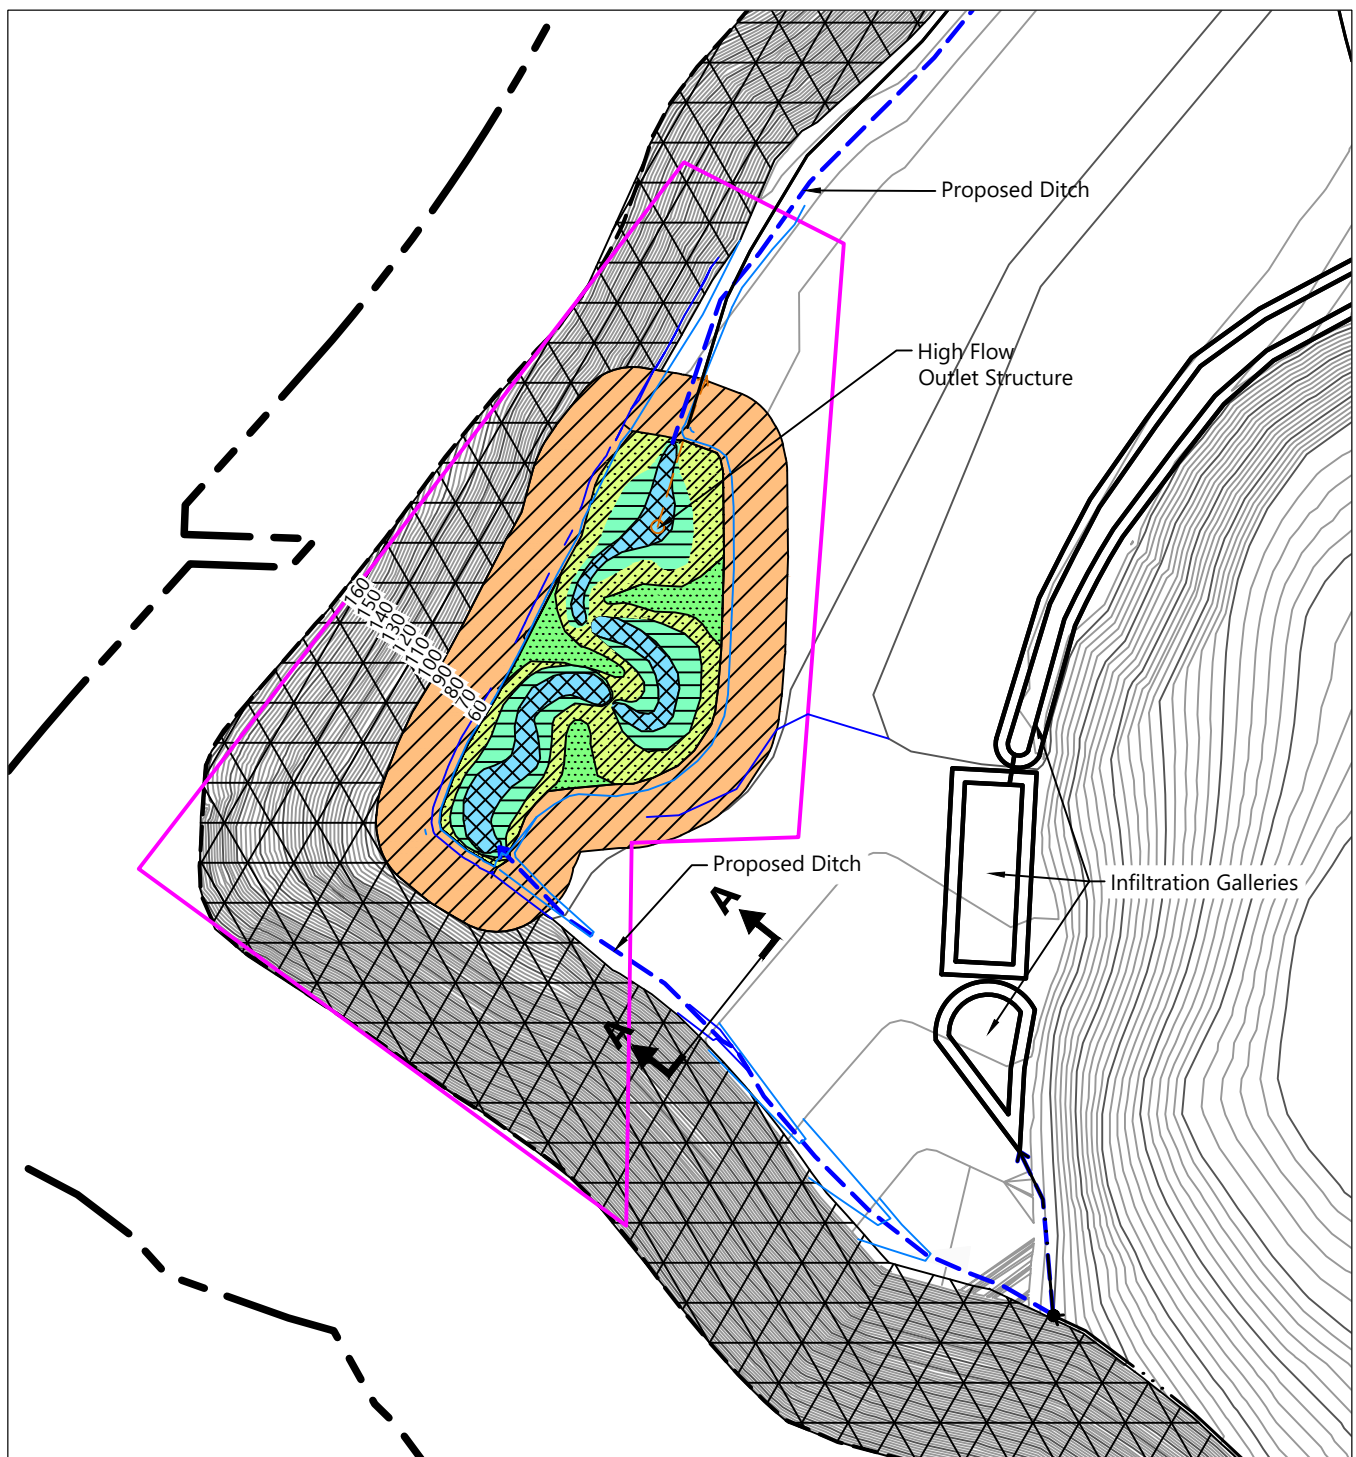 Proposed Ditch
High Flow
Outlet Structure
160
150
140
130
120
110
100
90
80
70
60
Proposed Ditch
A
Infiltration Galleries
A